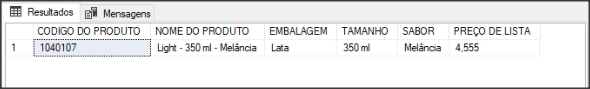 Resultados Mensagens
CODIGO DO PRODUTO NOME DO PRODUTO EMBALAGEM TAMANHO SABOR PREÇO DE LISTA
1 1040107 Light - 350 ml - Melância Lata 350 ml Melância 4,555